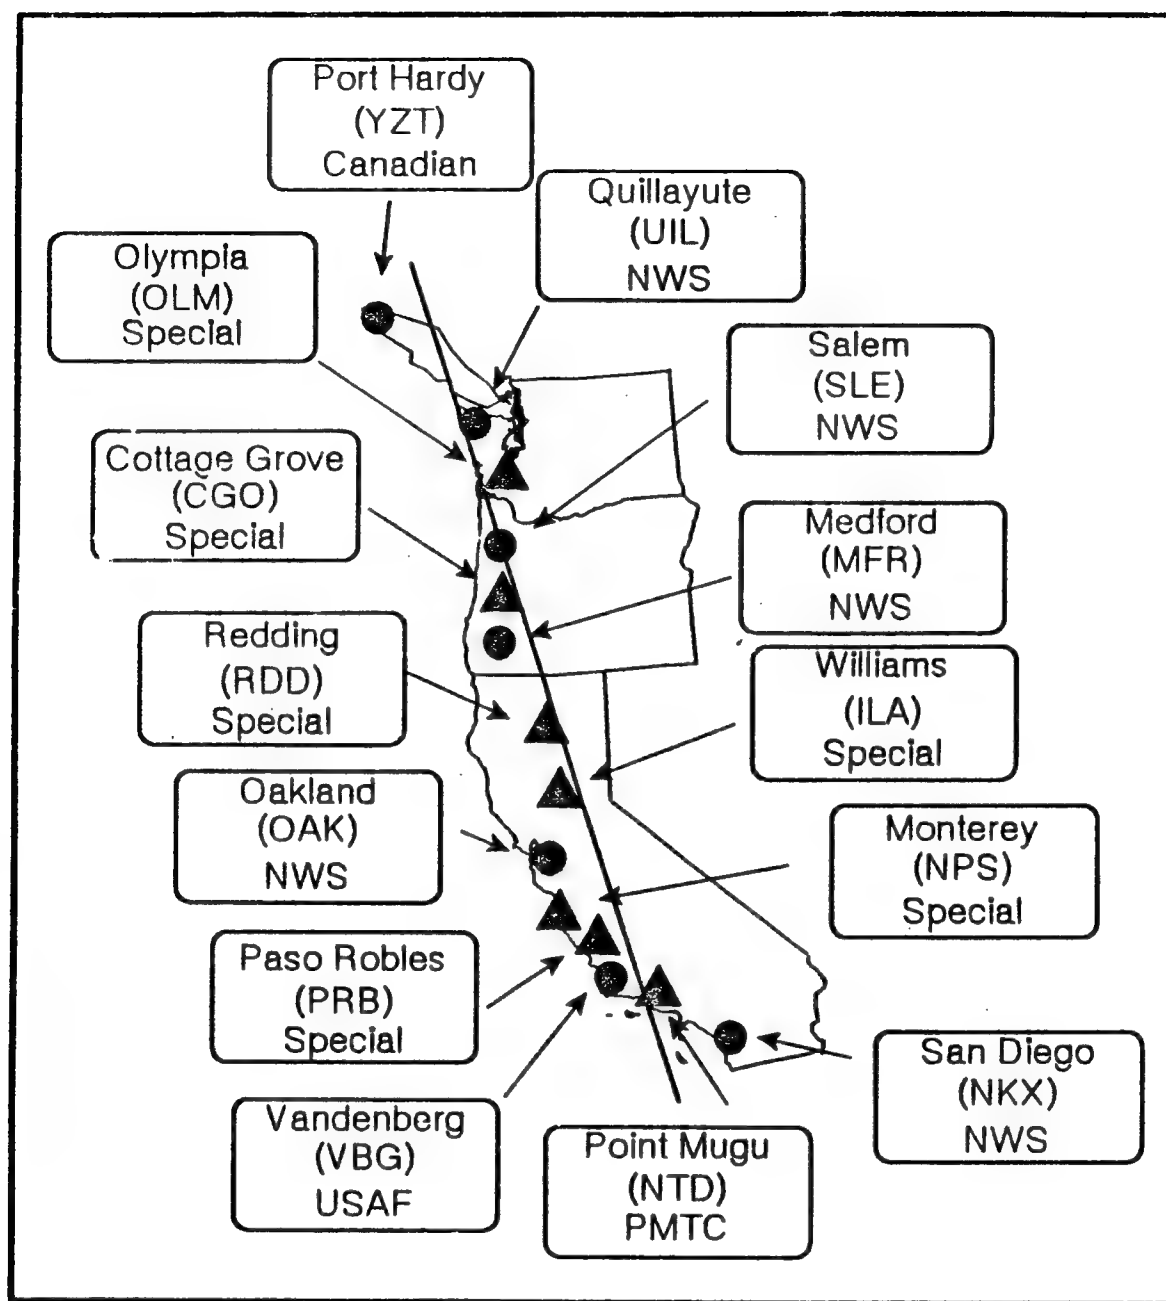 Port Hardy
(YZT)
Canadian
Quillayute
(UIL)
NWS
Olympia
(OLM)
Special
Salem
(SLE)
NWS
Cottage Grove
(CGO)
Special
Medford
(MFR)
NWS
Redding
(RDD)
Special
Williams
(ILA)
Special
Oakland
(OAK)
NWS
Monterey
(NPS)
Special
Paso Robles
(PRB)
Special
San Diego
(NKX)
NWS
Vandenberg
(VBG)
USAF
Point Mugu
(NTD)
PMTC